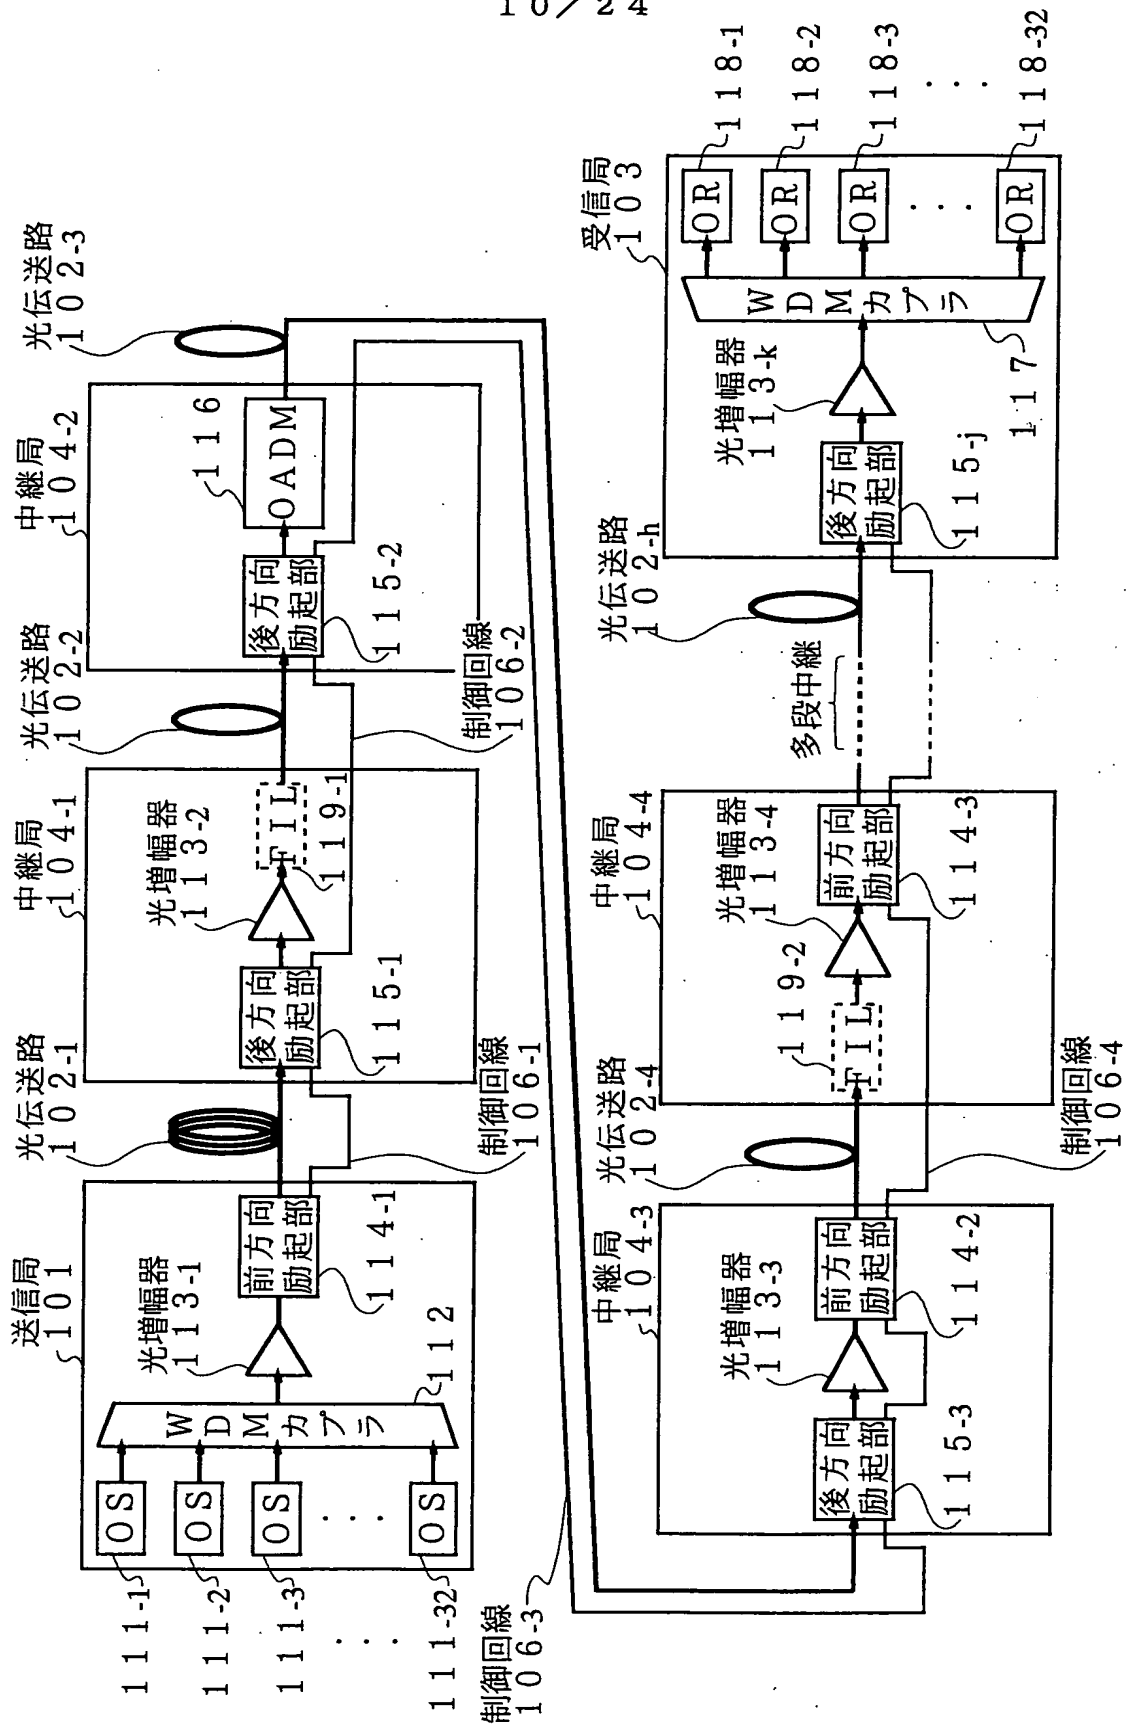 10/24
送信局
101
111-1
111-2
111-3
111-32
OS
OS
OS
OS
WDMカプラ
112
光増幅器
113-1
前方向
励起部
114-1
光伝送路
102-1
制御回線
106-1
中継局
104-1
後方向
励起部
115-1
光増幅器
113-2
FIL
119-1
光伝送路
102-2
制御回線
106-2
中継局
104-2
後方向
励起部
115-2
OADM
116
光伝送路
102-3
制御回線
106-3
中継局
104-3
後方向
励起部
115-3
光増幅器
113-3
前方向
励起部
114-2
光伝送路
102-4
制御回線
106-4
中継局
104-4
FIL
119-2
光増幅器
113-4
前方向
励起部
114-3
多段中継
光伝送路
102-h
受信局
103
後方向
励起部
115-j
光増幅器
113-k
WDMカプラ
117
OR
OR
OR
OR
118-1
118-2
118-3
118-32